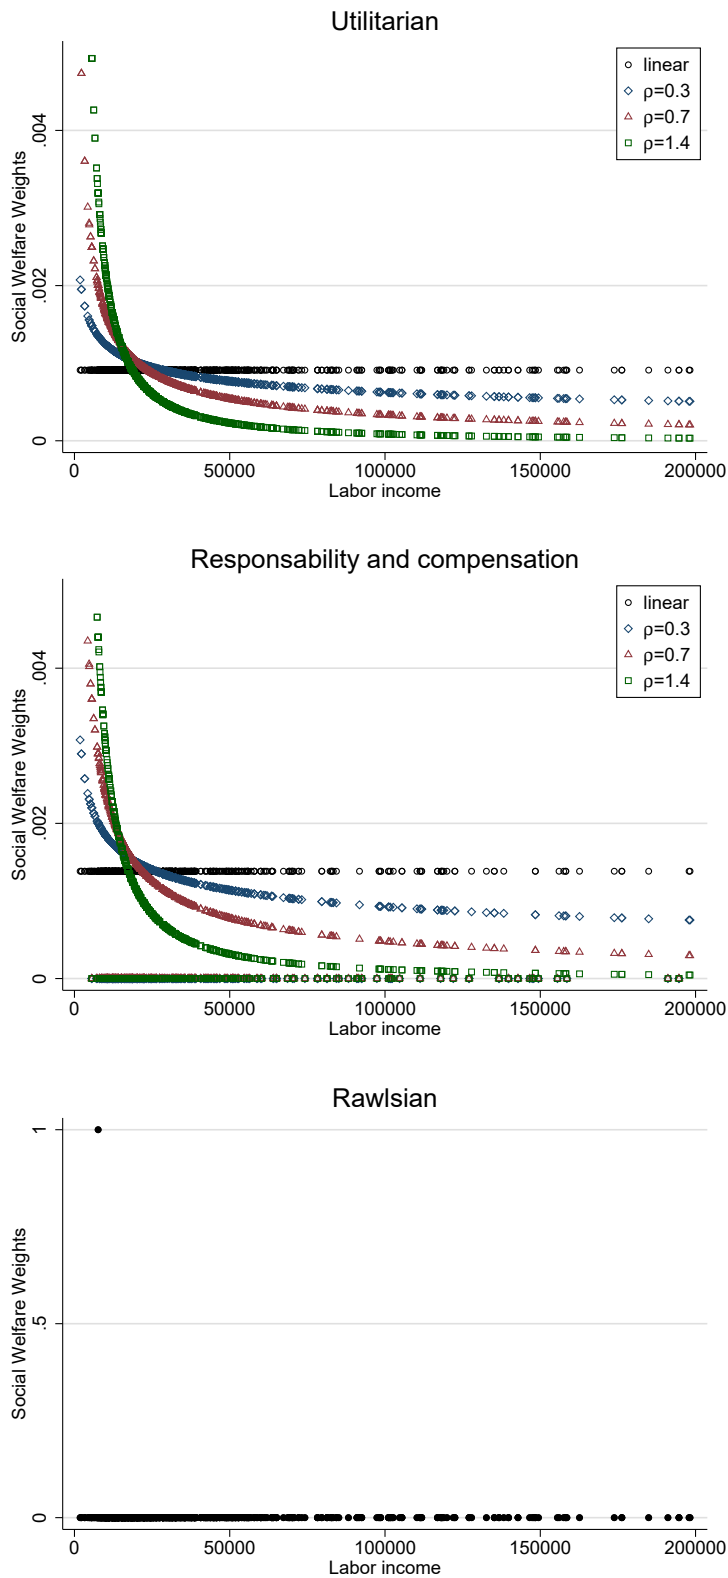 Utilitarian
Social Welfare Weights
.004
.002
0
linear
ρ=0.3
ρ=0.7
ρ=1.4
0 50000 100000 150000 200000
Labor income
Responsability and compensation
Social Welfare Weights
.004
.002
0
linear
ρ=0.3
ρ=0.7
ρ=1.4
0 50000 100000 150000 200000
Labor income
Rawlsian
Social Welfare Weights
1
.5
0
0 50000 100000 150000 200000
Labor income